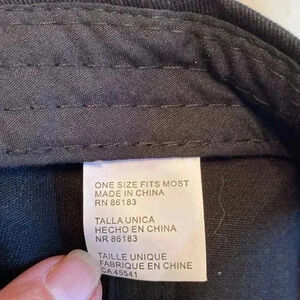 ONE SIZE FITS MOST
MADE IN CHINA
RN 86183
TALLA UNICA
HECHO EN CHINA
NR 86183
TAILLE UNIQUE
FABRIQUE EN CHINE
CA 45541